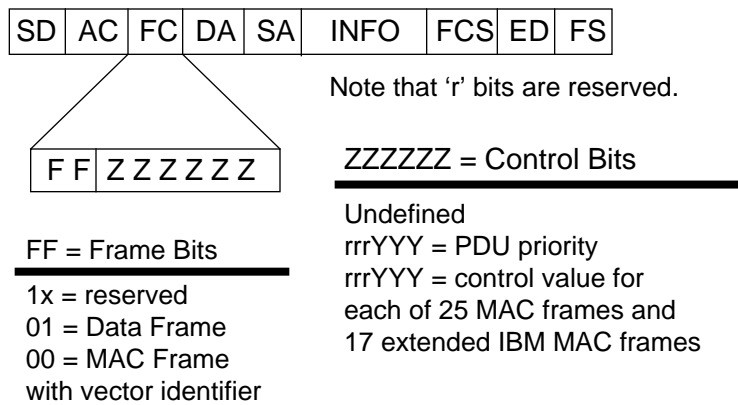 SD AC FC DA SA INFO FCS ED FS
Note that ‘r’ bits are reserved.
F F Z Z Z Z Z Z
ZZZZZZ = Control Bits
Undefined
rrrYYY = PDU priority
rrrYYY = control value for
each of 25 MAC frames and
17 extended IBM MAC frames
FF = Frame Bits
1x = reserved
01 = Data Frame
00 = MAC Frame
with vector identifier